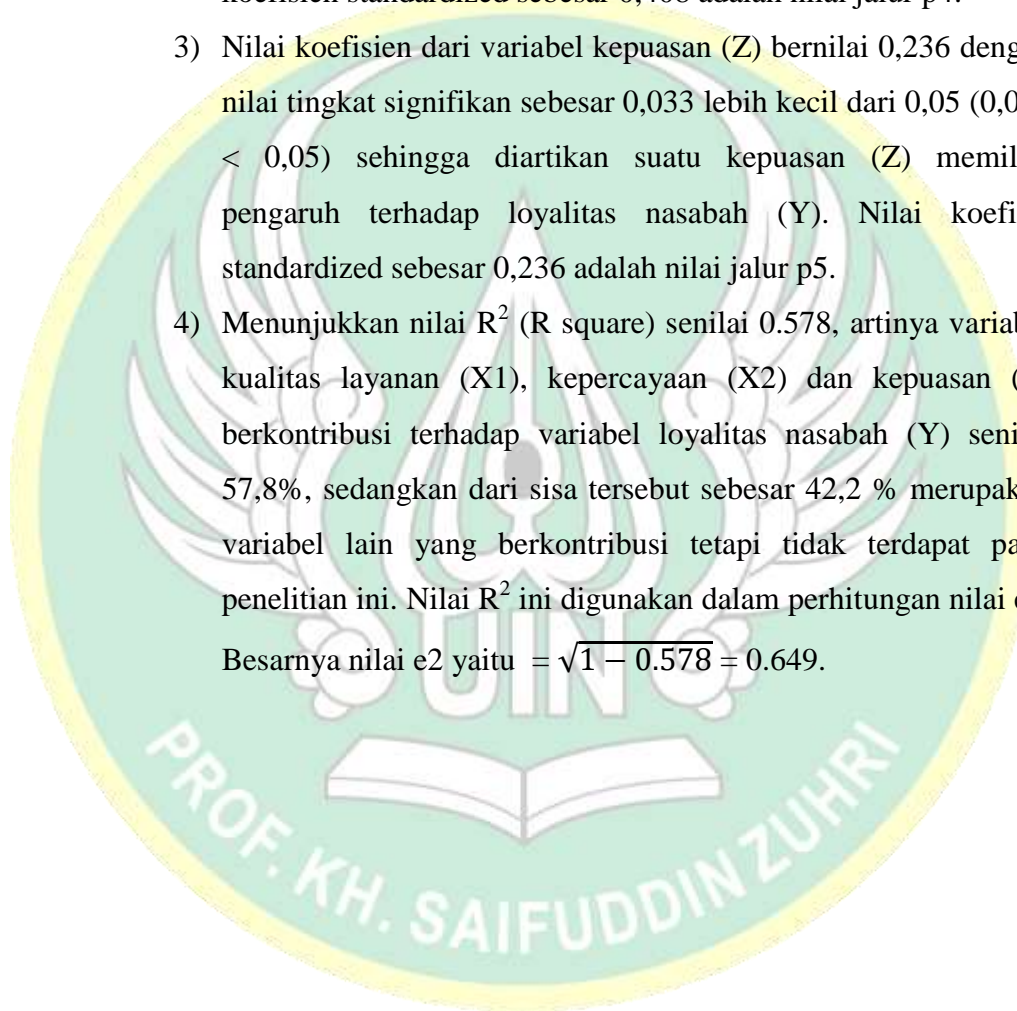 koefisien standardized sebesar 0,408 adalah nilai jalur p4.
3) Nilai koefisien dari variabel kepuasan (Z) bernilai 0,236 deng
nilai tingkat signifikan sebesar 0,033 lebih kecil dari 0,05 (0,0
< 0,05) sehingga diartikan suatu kepuasan (Z) memil
pengaruh terhadap loyalitas nasabah (Y). Nilai koefi
standardized sebesar 0,236 adalah nilai jalur p5.
4) Menunjukkan nilai R² (R square) senilai 0.578, artinya variab
kualitas layanan (X1), kepercayaan (X2) dan kepuasan (
berkontribusi terhadap variabel loyalitas nasabah (Y) seni
57,8%, sedangkan dari sisa tersebut sebesar 42,2 % merupak
variabel lain yang berkontribusi tetapi tidak terdapat pa
penelitian ini. Nilai R² ini digunakan dalam perhitungan nilai
Besarnya nilai e2 yaitu = √1 − 0.578 = 0.649.
UIN
PROF. KH. SAIFUDDIN ZUHRI